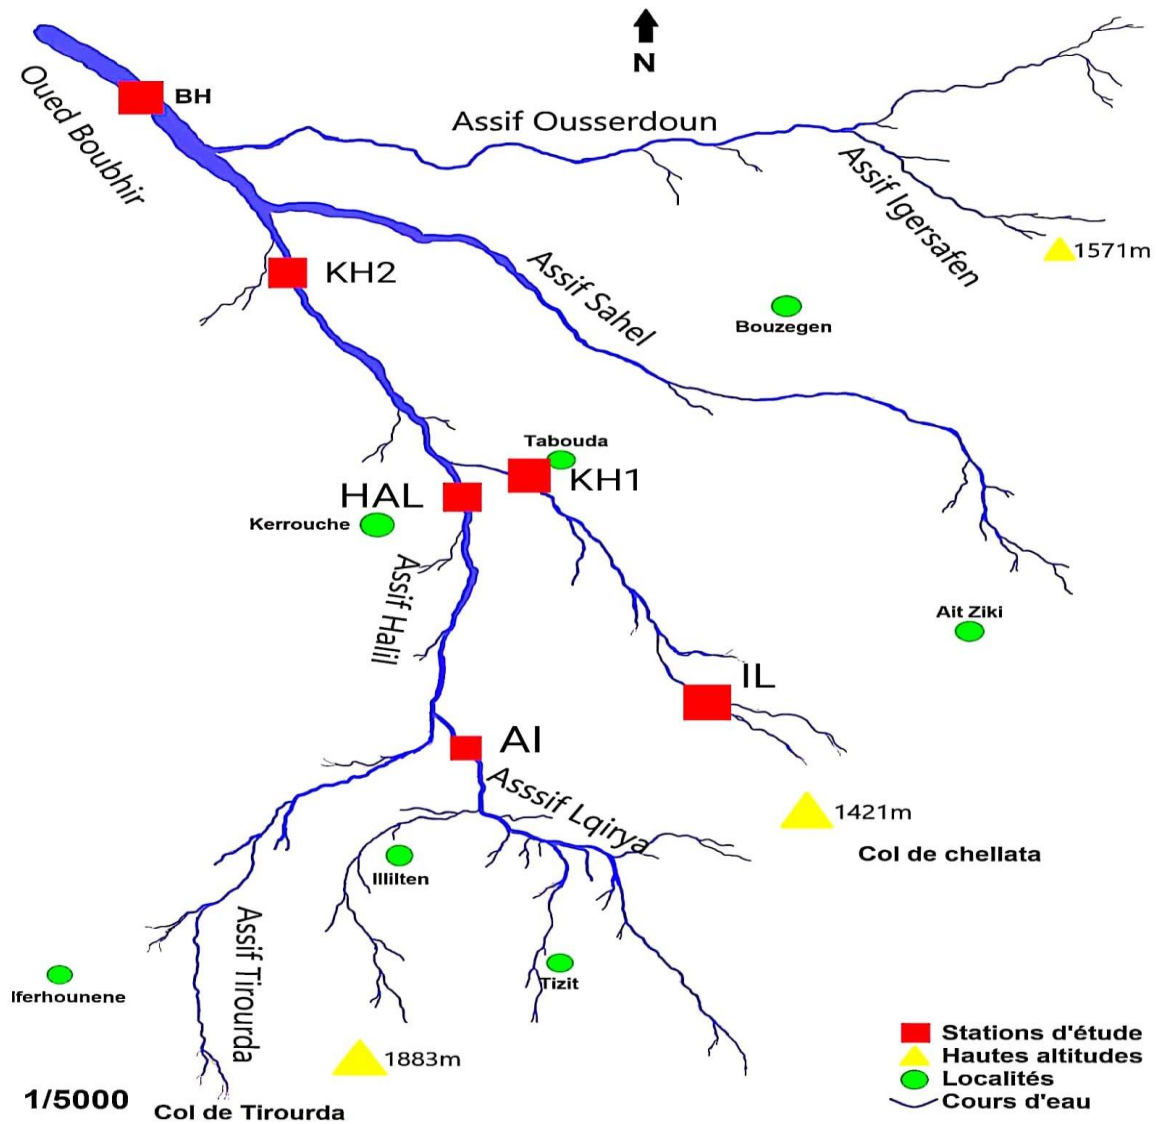 N
BH
Oued Boubhir
Assif Ousserdoun
Assif Igersafen
1571m
KH2
Assif Sahel
Bouzegen
Tabouda
KH1
HAL
Kerrouche
Assif Halil
Ait Ziki
IL
AI
Asssif Lqirya
1421m
Col de chellata
Illilten
Assif Tirourda
Tizit
Iferhounene
1883m
Stations d'étude
Hautes altitudes
Localités
Cours d'eau
1/5000
Col de Tirourda